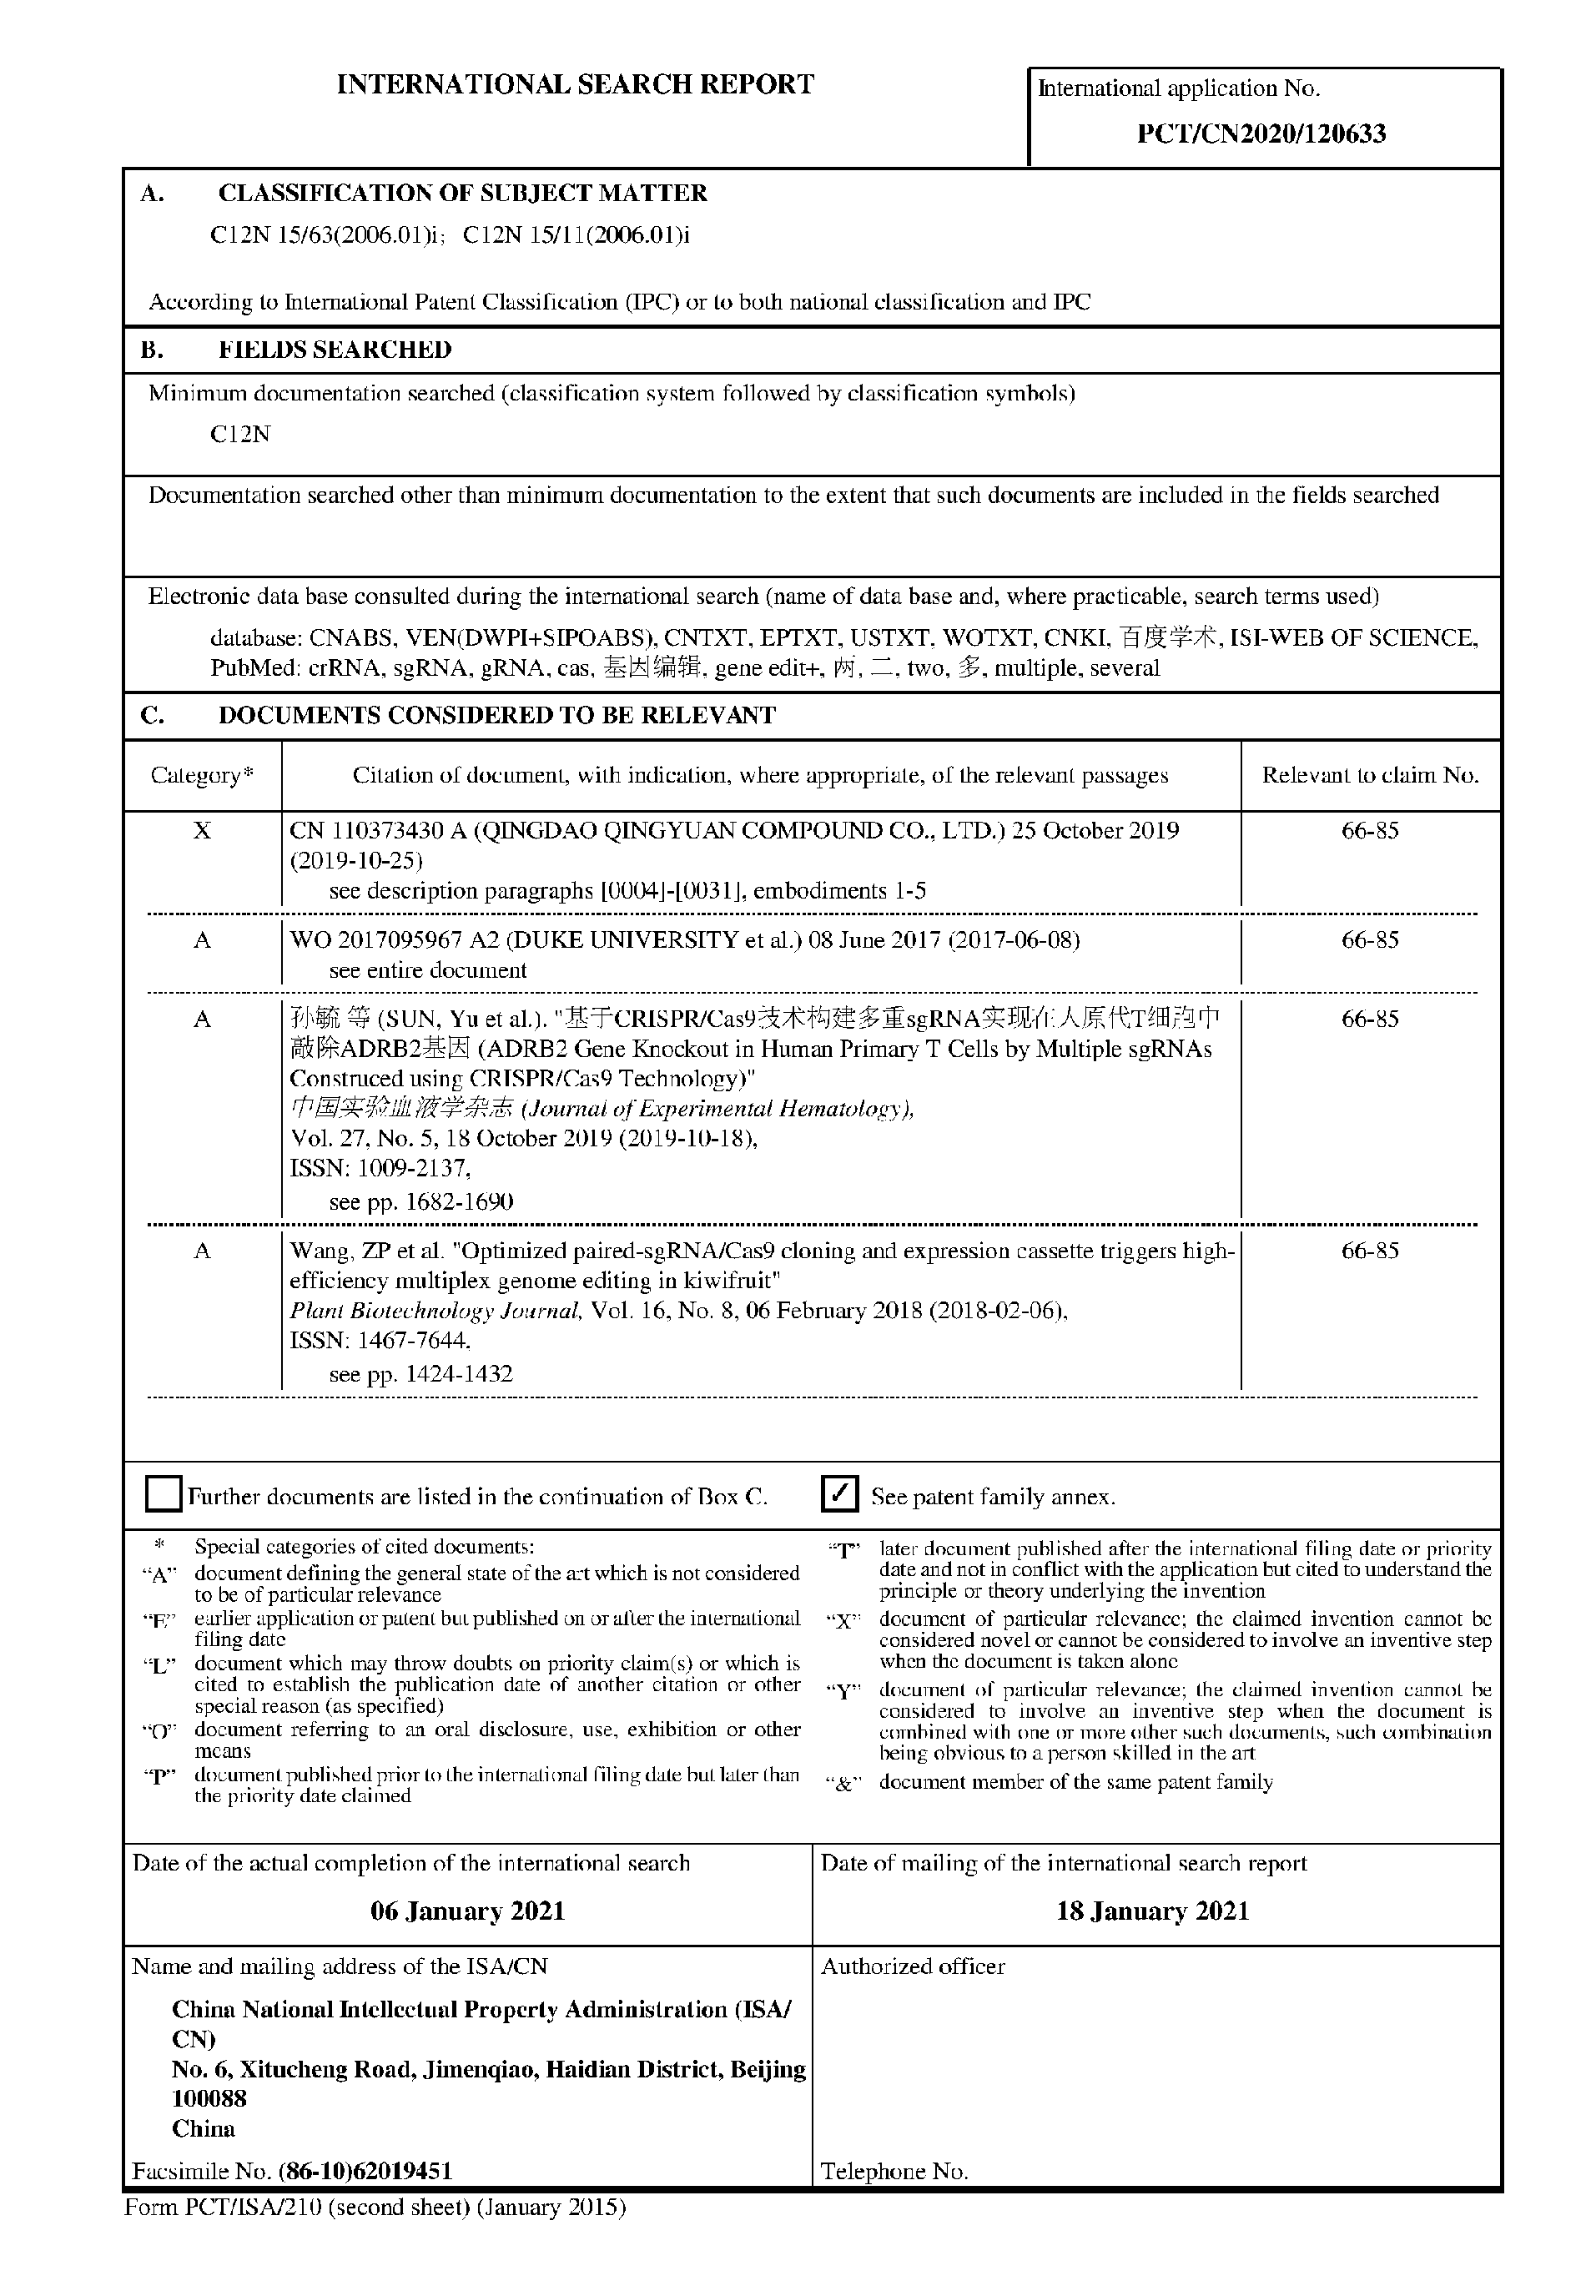 INTERNATIONAL SEARCH REPORT
International application No.
PCT/CN2020/120633
A. CLASSIFICATION OF SUBJECT MATTER
C12N 15/63(2006.01)i; C12N 15/11(2006.01)i
According to International Patent Classification (IPC) or to both national classification and IPC
B. FIELDS SEARCHED
Minimum documentation searched (classification system followed by classification symbols)
C12N
Documentation searched other than minimum documentation to the extent that such documents are included in the fields searched
Electronic data base consulted during the international search (name of data base and, where practicable, search terms used)
database: CNABS, VEN(DWPI+SIPOABS), CNTXT, EPTXT, USTXT, WOTXT, CNKI, 百度学术, ISI-WEB OF SCIENCE,
PubMed: crRNA, sgRNA, gRNA, cas, 基因编辑, gene edit+, 两, 二, two, 多, multiple, several
C. DOCUMENTS CONSIDERED TO BE RELEVANT
Category* Citation of document, with indication, where appropriate, of the relevant passages Relevant to claim No.
X CN 110373430 A (QINGDAO QINGYUAN COMPOUND CO., LTD.) 25 October 2019 66-85
(2019-10-25)
see description paragraphs [0004]-[0031], embodiments 1-5
A WO 2017095967 A2 (DUKE UNIVERSITY et al.) 08 June 2017 (2017-06-08) 66-85
see entire document
A 孙毓 等 (SUN, Yu et al.). "基于CRISPR/Cas9技术构建多重sgRNA实现在人原代T细胞中 66-85
敲除ADRB2基因 (ADRB2 Gene Knockout in Human Primary T Cells by Multiple sgRNAs
Construced using CRISPR/Cas9 Technology)"
中国实验血液学杂志 (Journal of Experimental Hematology),
Vol. 27, No. 5, 18 October 2019 (2019-10-18),
ISSN: 1009-2137,
see pp. 1682-1690
A Wang, ZP et al. "Optimized paired-sgRNA/Cas9 cloning and expression cassette triggers high- 66-85
efficiency multiplex genome editing in kiwifruit"
Plant Biotechnology Journal, Vol. 16, No. 8, 06 February 2018 (2018-02-06),
ISSN: 1467-7644,
see pp. 1424-1432
Further documents are listed in the continuation of Box C.
✓ See patent family annex.
* Special categories of cited documents:
“A” document defining the general state of the art which is not considered
to be of particular relevance
“E” earlier application or patent but published on or after the international
filing date
“L” document which may throw doubts on priority claim(s) or which is
cited to establish the publication date of another citation or other
special reason (as specified)
“O” document referring to an oral disclosure, use, exhibition or other
means
“P” document published prior to the international filing date but later than
the priority date claimed
“T” later document published after the international filing date or priority
date and not in conflict with the application but cited to understand the
principle or theory underlying the invention
“X” document of particular relevance; the claimed invention cannot be
considered novel or cannot be considered to involve an inventive step
when the document is taken alone
“Y” document of particular relevance; the claimed invention cannot be
considered to involve an inventive step when the document is
combined with one or more other such documents, such combination
being obvious to a person skilled in the art
“&” document member of the same patent family
Date of the actual completion of the international search
06 January 2021
Date of mailing of the international search report
18 January 2021
Name and mailing address of the ISA/CN
China National Intellectual Property Administration (ISA/
CN)
No. 6, Xitucheng Road, Jimenqiao, Haidian District, Beijing
100088
China
Facsimile No. (86-10)62019451
Authorized officer
Telephone No.
Form PCT/ISA/210 (second sheet) (January 2015)